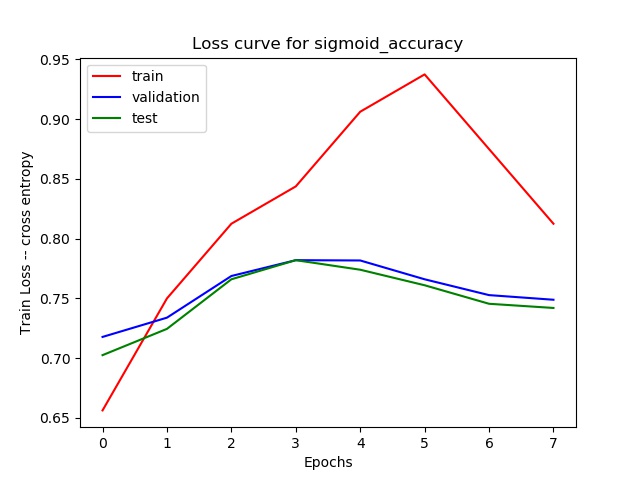 Loss curve for sigmoid_accuracy
train
validation
test
0.95
0.90
0.85
0.80
0.75
0.70
0.65
Train Loss -- cross entropy
0 1 2 3 4 5 6 7
Epochs